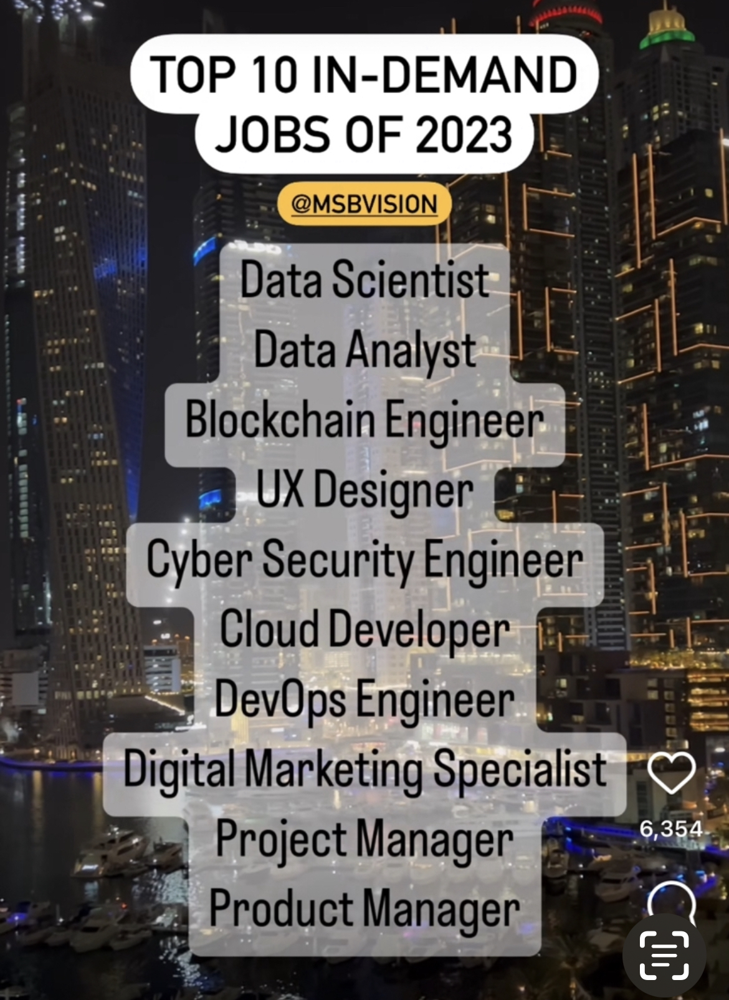 TOP 10 IN-DEMAND
JOBS OF 2023
@MSBVISION
Data Scientist
Data Analyst
Blockchain Engineer
UX Designer
Cyber Security Engineer
Cloud Developer
DevOps Engineer
Digital Marketing Specialist
6,354
Project Manager
Product Manager